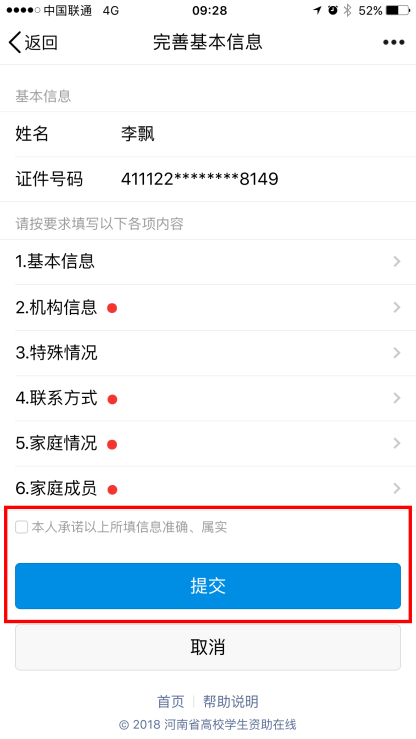 中国联通 4G 09:28 52%
返回 完善基本信息
基本信息
姓名 李飘
证件号码 411122********8149
请按要求填写以下各项内容
1.基本信息
2.机构信息
3.特殊情况
4.联系方式
5.家庭情况
6.家庭成员
本人承诺以上所填信息准确、属实
提交
取消
首页 | 帮助说明
© 2018 河南省高校学生资助在线